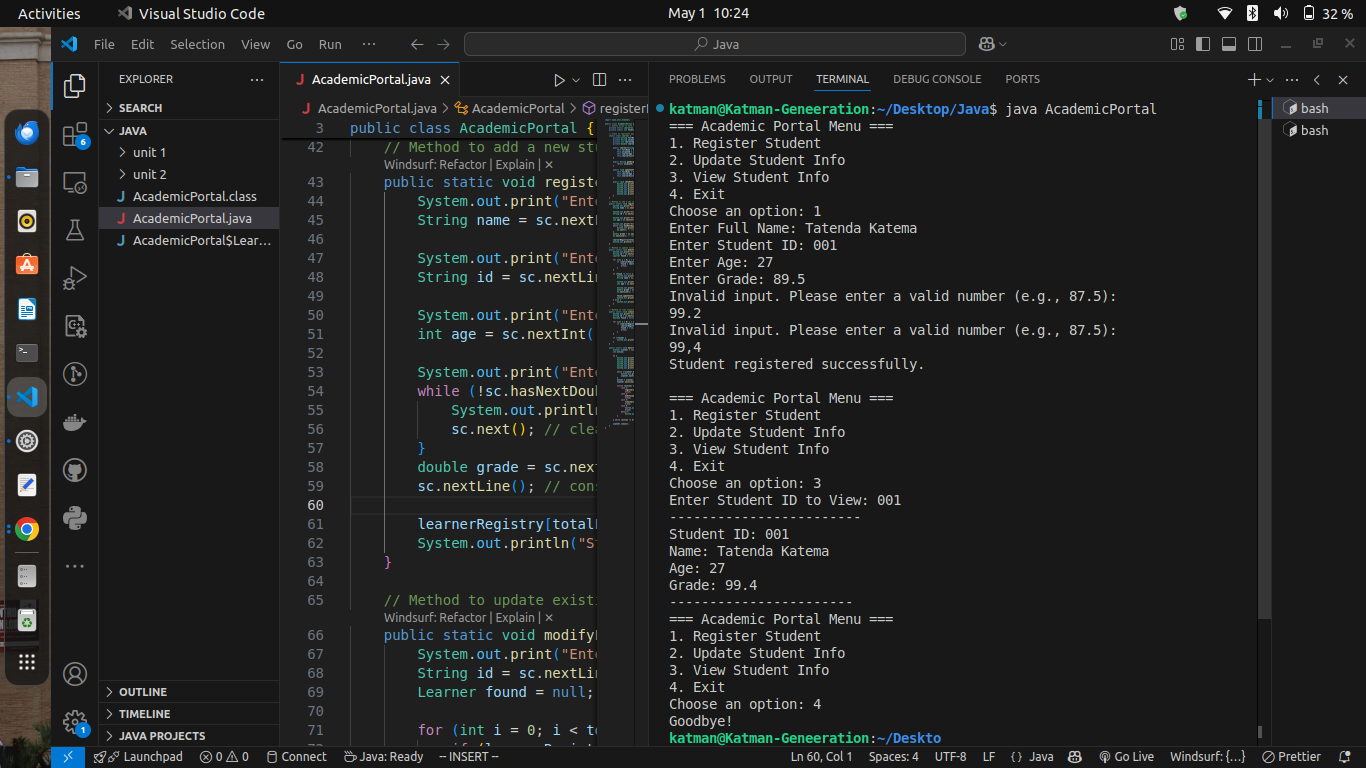 Activities
Visual Studio Code
May 1 10:24
32 %
File Edit Selection View Go Run ···
Java
EXPLORER
SEARCH
JAVA
unit 1
unit 2
J AcademicPortal.class
J AcademicPortal.java
J AcademicPortal$Lear...
OUTLINE
TIMELINE
JAVA PROJECTS
6
1
J AcademicPortal.java
J AcademicPortal.java > AcademicPortal > register
3 public class AcademicPortal {
42 // Method to add a new stu
Windsurf: Refactor | Explain | ×
43 public static void registe
44 System.out.print("Ente
45 String name = sc.nextL
46
47 System.out.print("Ente
48 String id = sc.nextLin
49
50 System.out.print("Ente
51 int age = sc.nextInt(
52
53 System.out.print("Ente
54 while (!sc.hasNextDoub
55 System.out.println
56 sc.next(); // clea
57 }
58 double grade = sc.next
59 sc.nextLine(); // cons
60
61 learnerRegistry[totalL
62 System.out.println("St
63 }
64
65 // Method to update existi
Windsurf: Refactor | Explain | ×
66 public static void modifyL
67 System.out.print("Ente
68 String id = sc.nextLin
69 Learner found = null;
70
71 for (int i = 0; i < to
PROBLEMS OUTPUT TERMINAL DEBUG CONSOLE PORTS
katman@Katman-Geneeration:~/Desktop/Java$ java AcademicPortal
=== Academic Portal Menu ===
1. Register Student
2. Update Student Info
3. View Student Info
4. Exit
Choose an option: 1
Enter Full Name: Tatenda Katema
Enter Student ID: 001
Enter Age: 27
Enter Grade: 89.5
Invalid input. Please enter a valid number (e.g., 87.5):
99.2
Invalid input. Please enter a valid number (e.g., 87.5):
99,4
Student registered successfully.
=== Academic Portal Menu ===
1. Register Student
2. Update Student Info
3. View Student Info
4. Exit
Choose an option: 3
Enter Student ID to View: 001
------------------------
Student ID: 001
Name: Tatenda Katema
Age: 27
Grade: 99.4
-----------------------
=== Academic Portal Menu ===
1. Register Student
2. Update Student Info
3. View Student Info
4. Exit
Choose an option: 4
Goodbye!
katman@Katman-Geneeration:~/Deskto
bash
bash
Launchpad 0 0 Connect Java: Ready -- INSERT -- Ln 60, Col 1 Spaces: 4 UTF-8 LF {} Java Go Live Windsurf: {...} Prettier